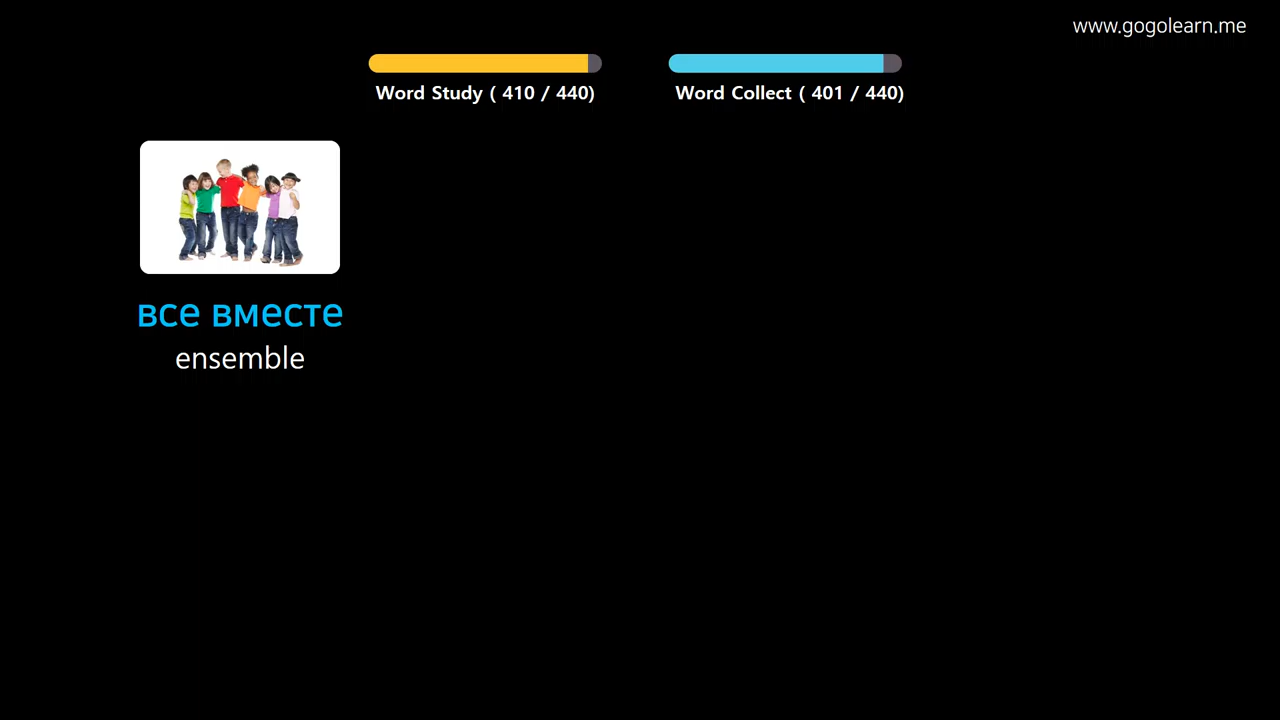 www.gogolearn.me
Word Study ( 410 / 440)
Word Collect ( 401 / 440)
все вместе
ensemble